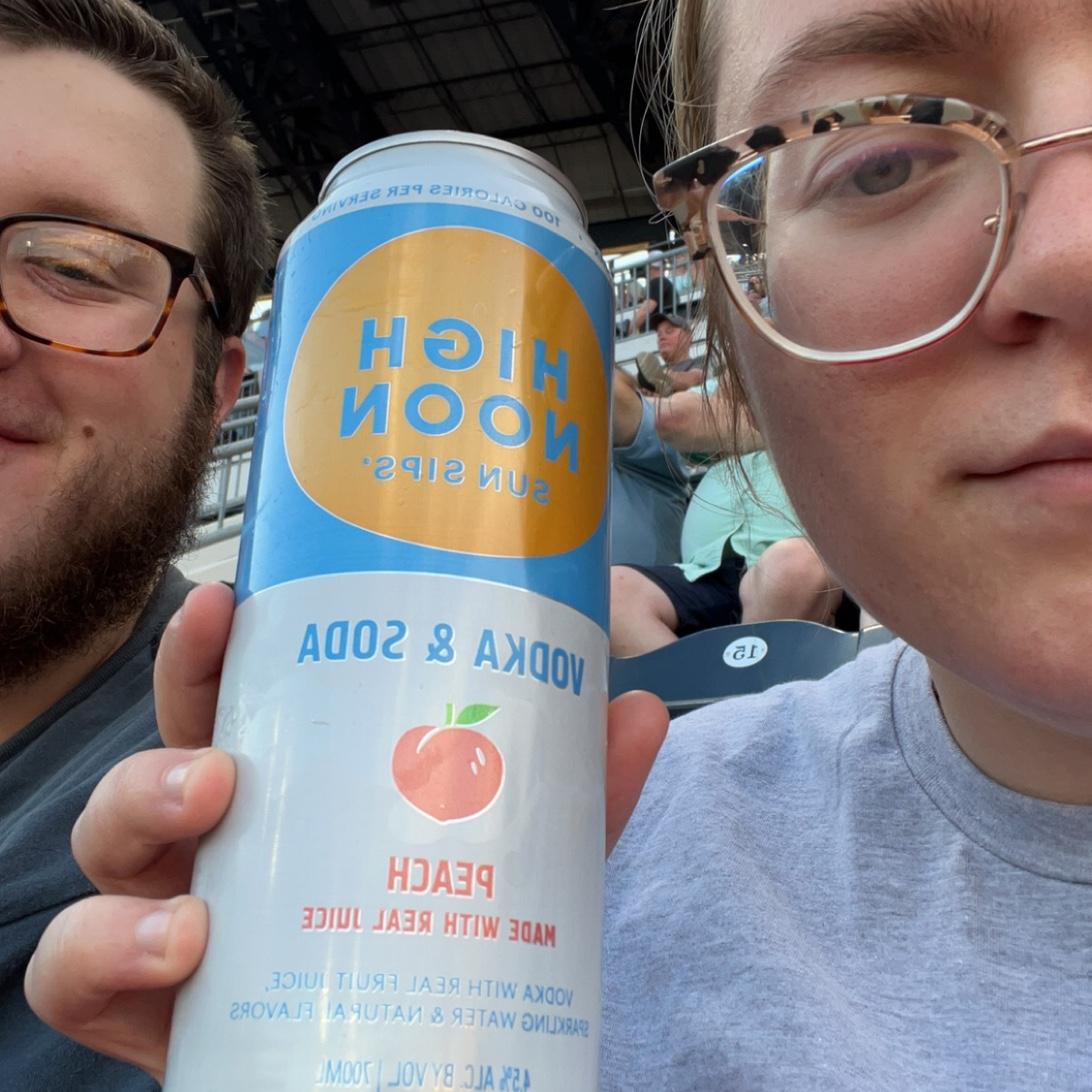 100 CALORIES PER SERVING
HIGH
NOON
SUN SIPS®
VODKA & SODA
PEACH
MADE WITH REAL JUICE
VODKA WITH REAL FRUIT JUICE,
SPARKLING WATER & NATURAL FLAVORS
4.5% ALC. BY VOL. | 700ML
15